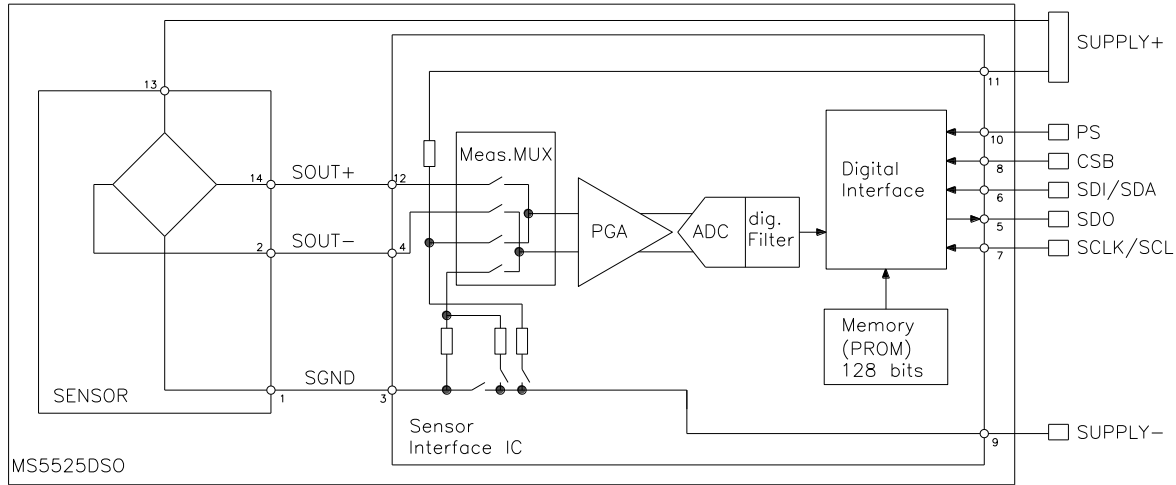 SUPPLY+
13
11
PS
10
Meas.MUX
CSB
8
Digital
Interface
SOUT+
14
12
SDI/SDA
6
SDO
5
PGA
ADC
dig.
Filter
SOUT-
2
4
SCLK/SCL
7
Memory
(PROM)
128 bits
SGND
1
3
SENSOR
Sensor
Interface IC
SUPPLY-
9
MS5525DSO